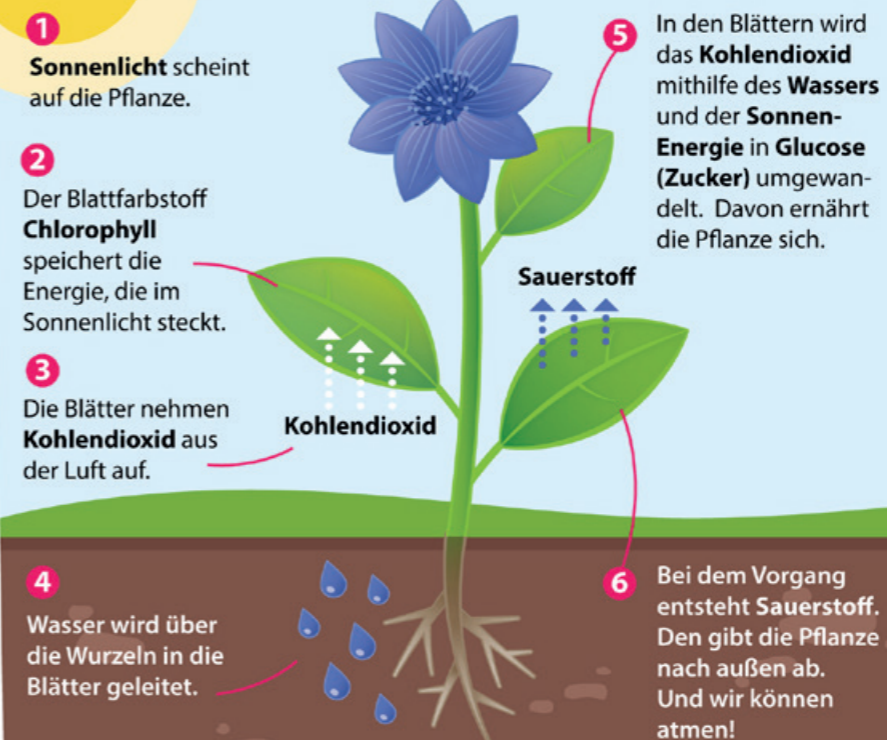 1
Sonnenlicht scheint
auf die Pflanze.
2
Der Blattfarbstoff
Chlorophyll
speichert die
Energie, die im
Sonnenlicht steckt.
3
Die Blätter nehmen
Kohlendioxid aus
der Luft auf.
Kohlendioxid
4
Wasser wird über
die Wurzeln in die
Blätter geleitet.
5
In den Blättern wird
das Kohlendioxid
mithilfe des Wassers
und der Sonnen-
Energie in Glucose
(Zucker) umgewan-
delt. Davon ernährt
die Pflanze sich.
Sauerstoff
6
Bei dem Vorgang
entsteht Sauerstoff.
Den gibt die Pflanze
nach außen ab.
Und wir können
atmen!